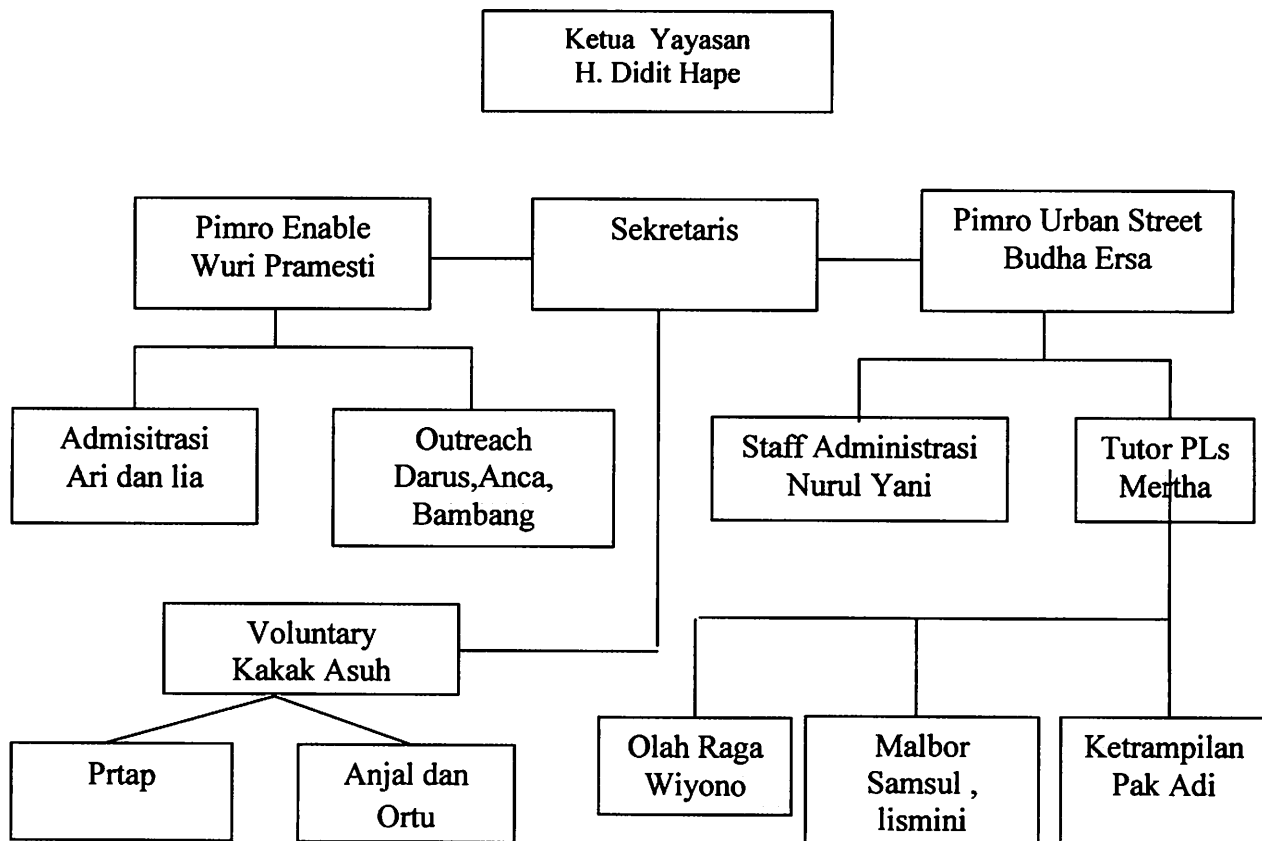 Ketua Yayasan
H. Didit Hape
Pimro Enable
Wuri Pramesti
Sekretaris
Pimro Urban Street
Budha Ersa
Admisitrasi
Ari dan lia
Outreach
Darus,Anca,
Bambang
Staff Administrasi
Nurul Yani
Tutor PLs
Mertha
Voluntary
Kakak Asuh
Prtap
Anjal dan
Ortu
Olah Raga
Wiyono
Malbor
Samsul ,
lismini
Ketrampilan
Pak Adi